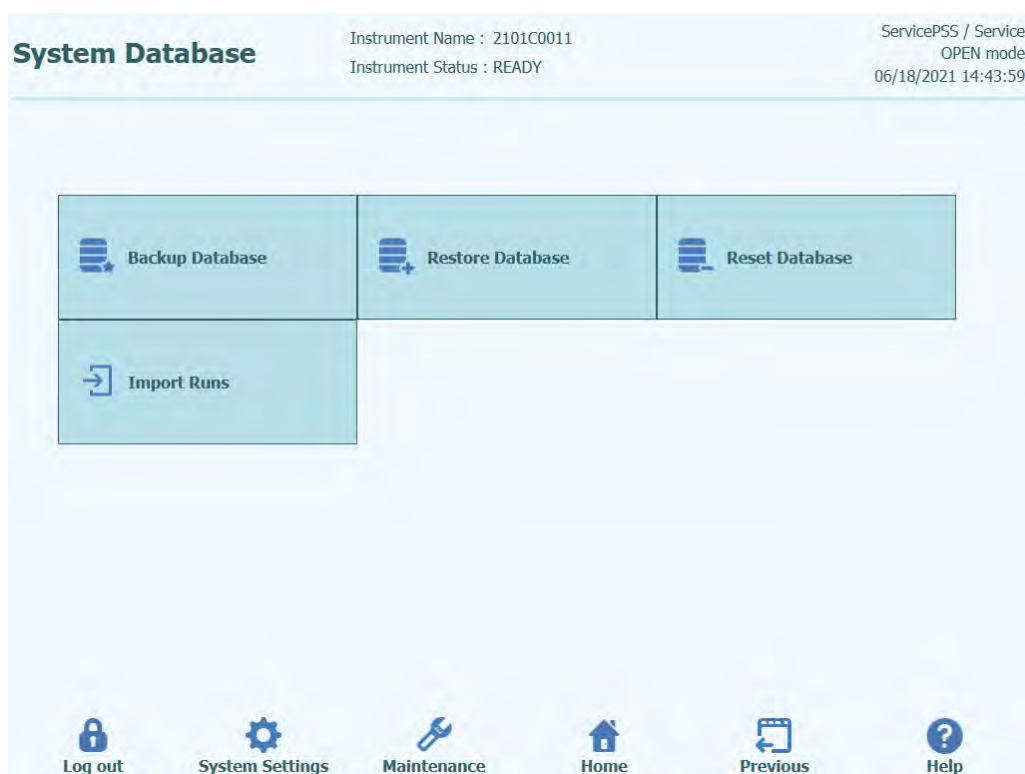 System Database
Instrument Name : 2101C0011
Instrument Status : READY
ServicePSS / Service
OPEN mode
06/18/2021 14:43:59
Backup Database
Restore Database
Reset Database
Import Runs
Log out
System Settings
Maintenance
Home
Previous
Help